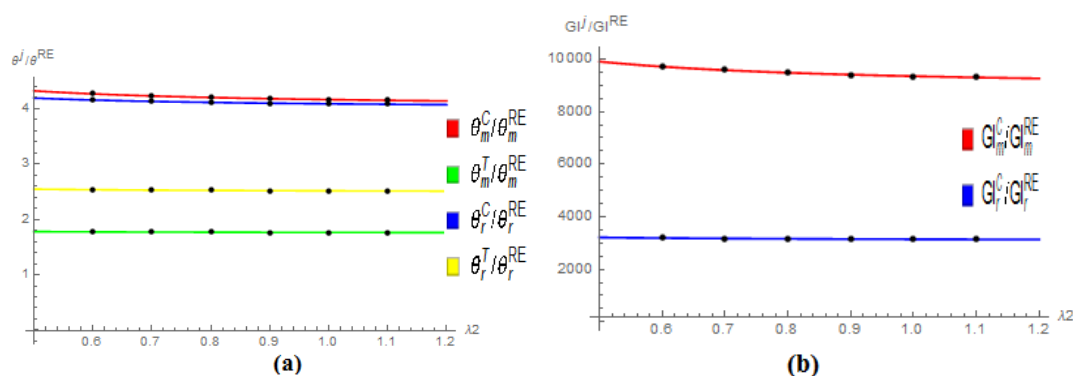 θ^j/θ^RE
4
3
2
1
0.6
0.7
0.8
0.9
1.0
1.1
1.2
λ2
θ_m^C/θ_m^RE
θ_m^T/θ_m^RE
θ_r^C/θ_r^RE
θ_r^T/θ_r^RE
(a)
GI^j/GI^RE
10000
8000
6000
4000
2000
0.6
0.7
0.8
0.9
1.0
1.1
1.2
λ2
GI_m^C/GI_m^RE
GI_r^C/GI_r^RE
(b)